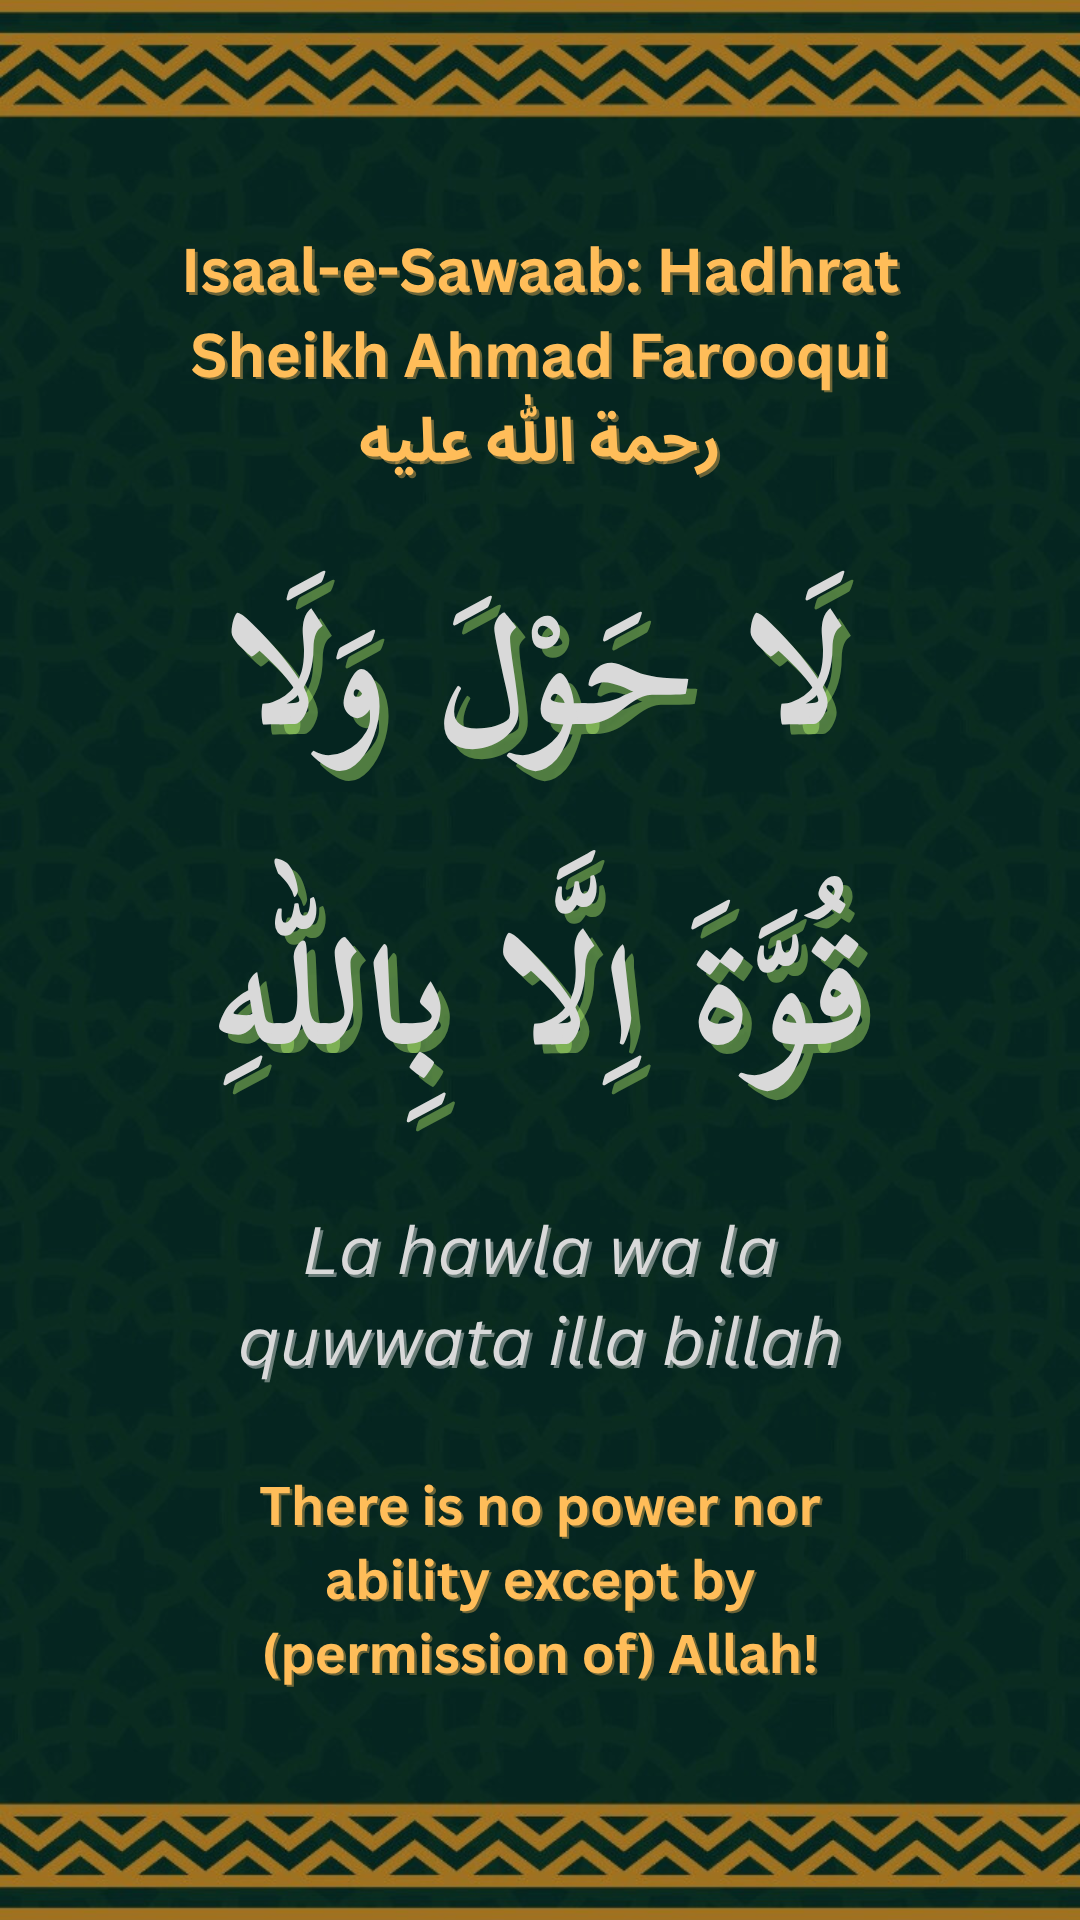 Isaal-e-Sawaab: Hadhrat
Sheikh Ahmad Farooqui
رحمة الله عليه
لَا حَوْلَ وَلَا
قُوَّةَ اِلَّا بِاللّٰهِ
La hawla wa la
quwwata illa billah
There is no power nor
ability except by
(permission of) Allah!